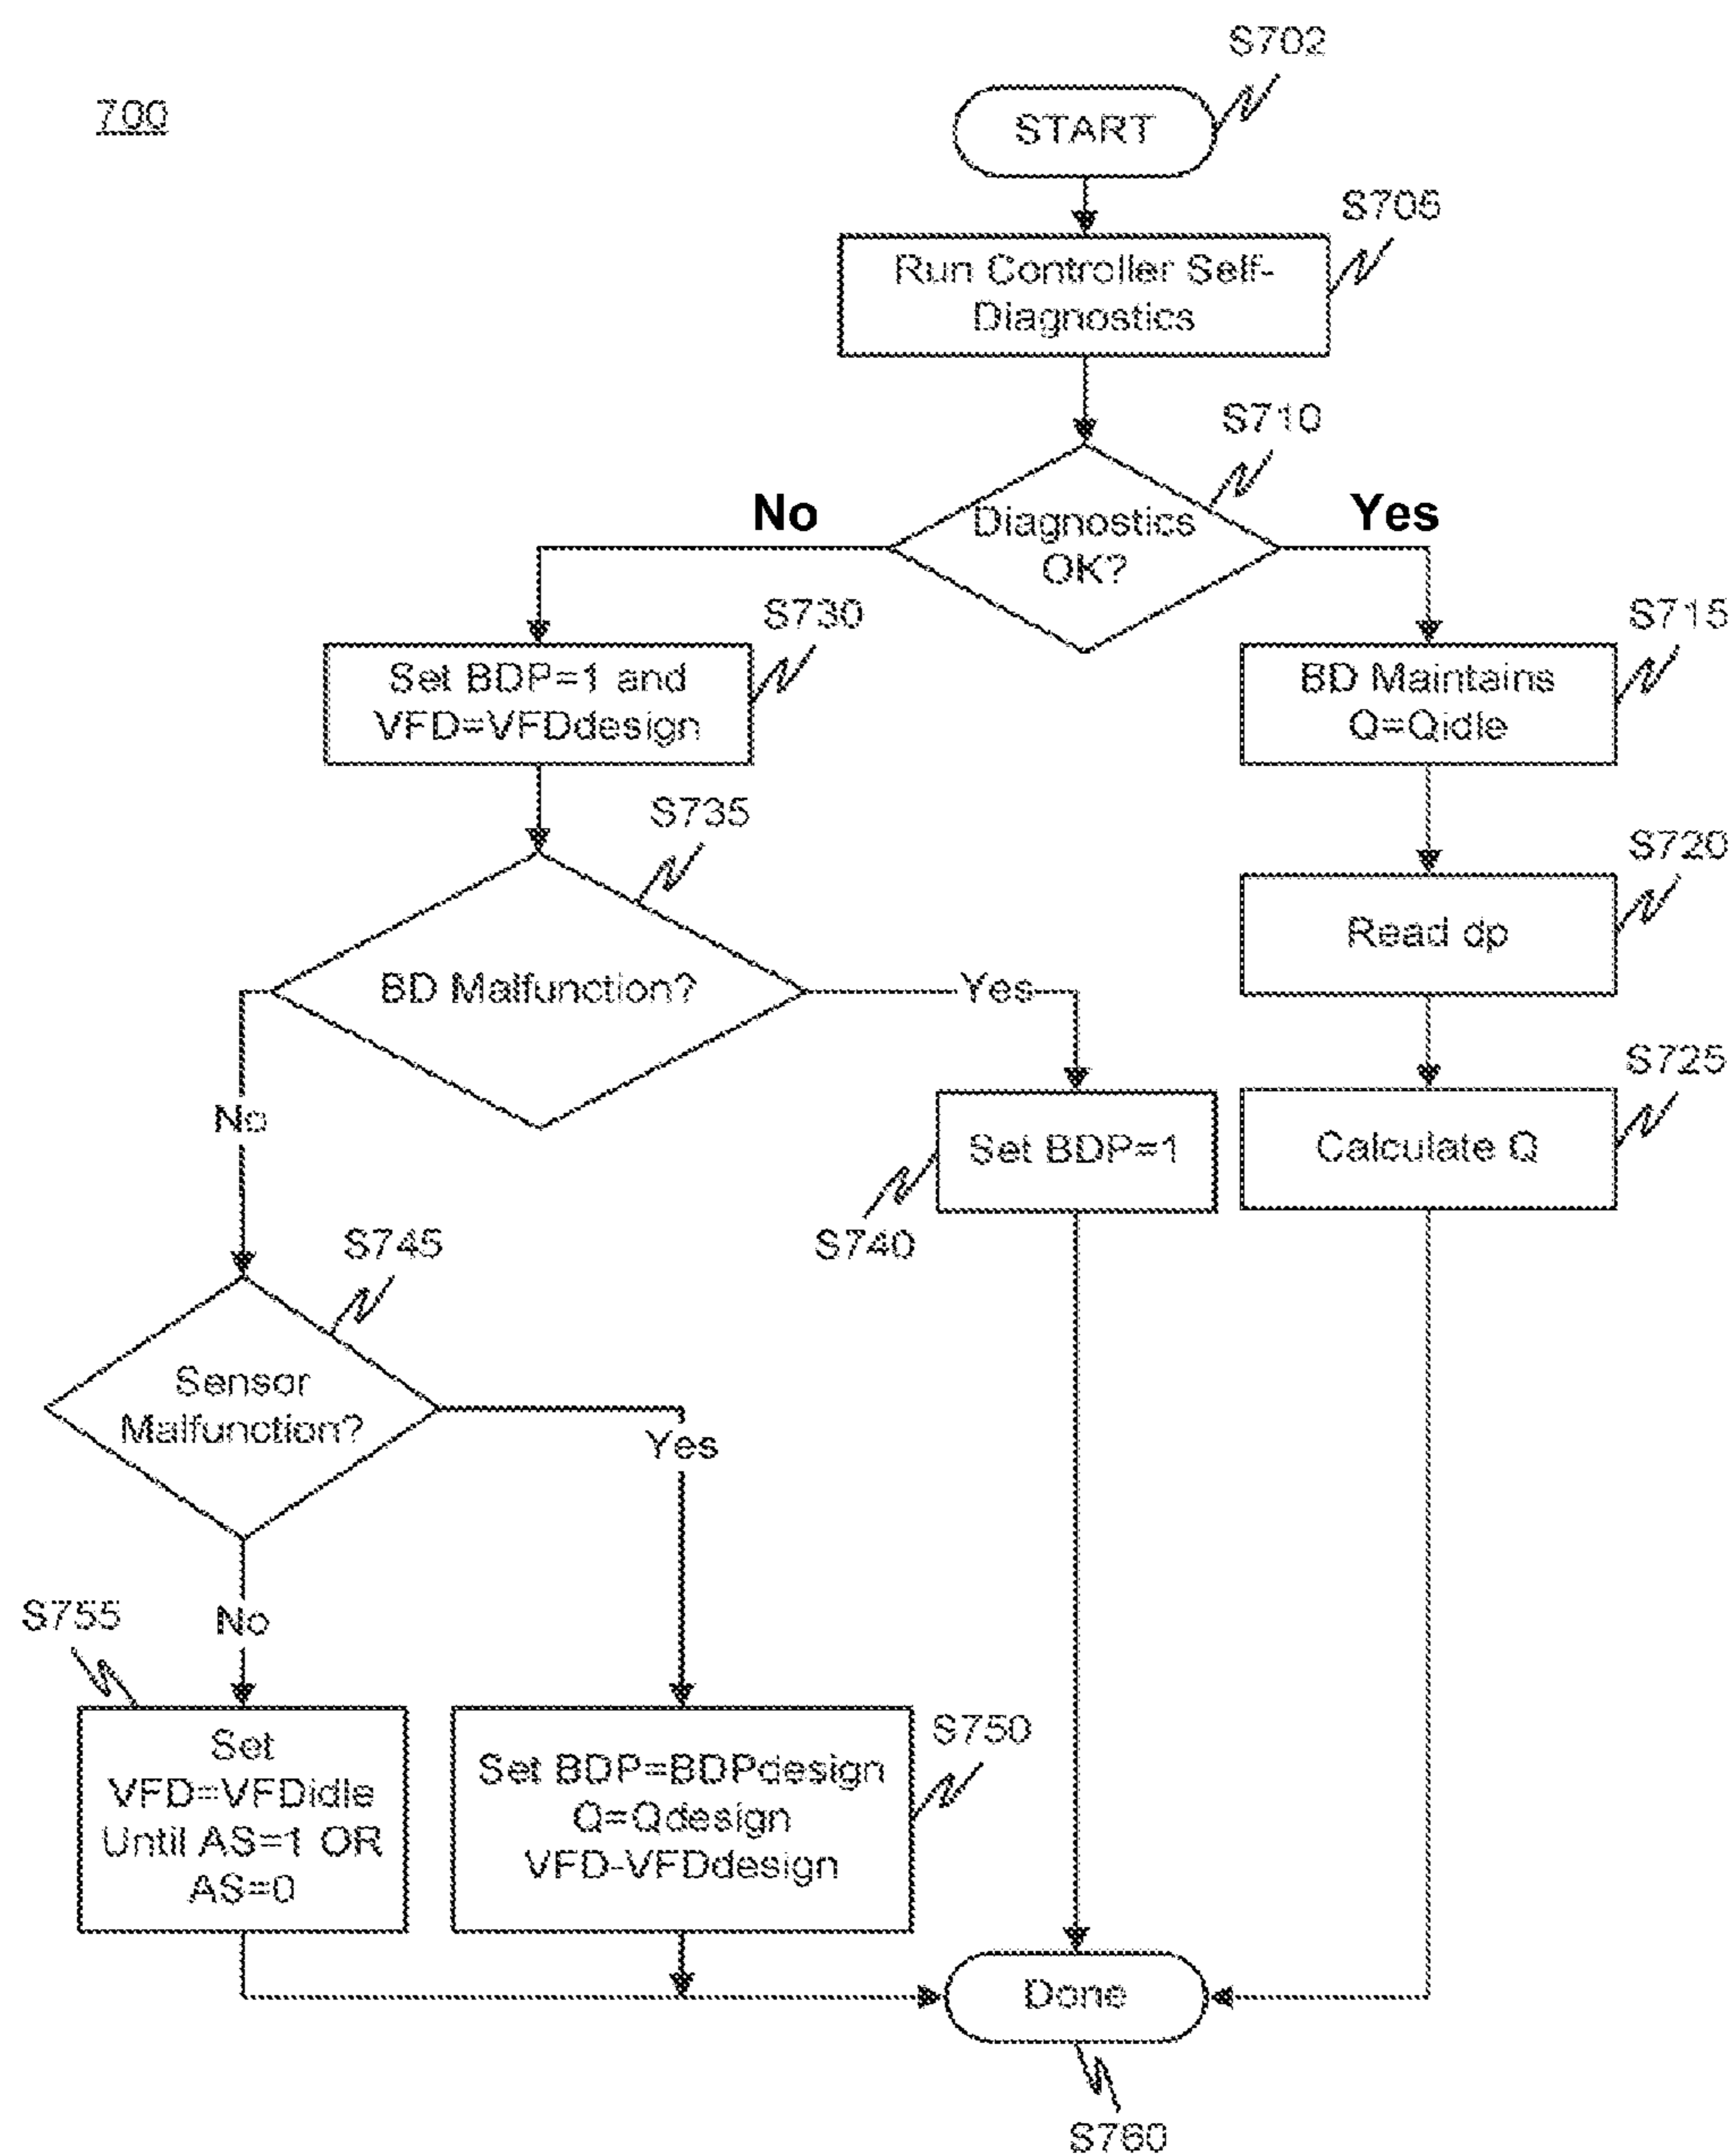 700
S702
START
S705
Run Controller Self-
Diagnostics
S710
No
Yes
Diagnostics
OK?
S730
S715
Set BDP=1 and
VFD=VFDdesign
BD Maintains
Q=Qidle
S735
S720
Read dp
BD Malfunction?
Yes
S725
No
Set BDP=1
Calculate Q
S740
S745
Sensor
Malfunction?
Yes
S755
No
S750
Set
VFD=VFDidle
Until AS=1 OR
AS=0
Set BDP=BDPdesign
Q=Qdesign
VFD-VFDdesign
Done
S760